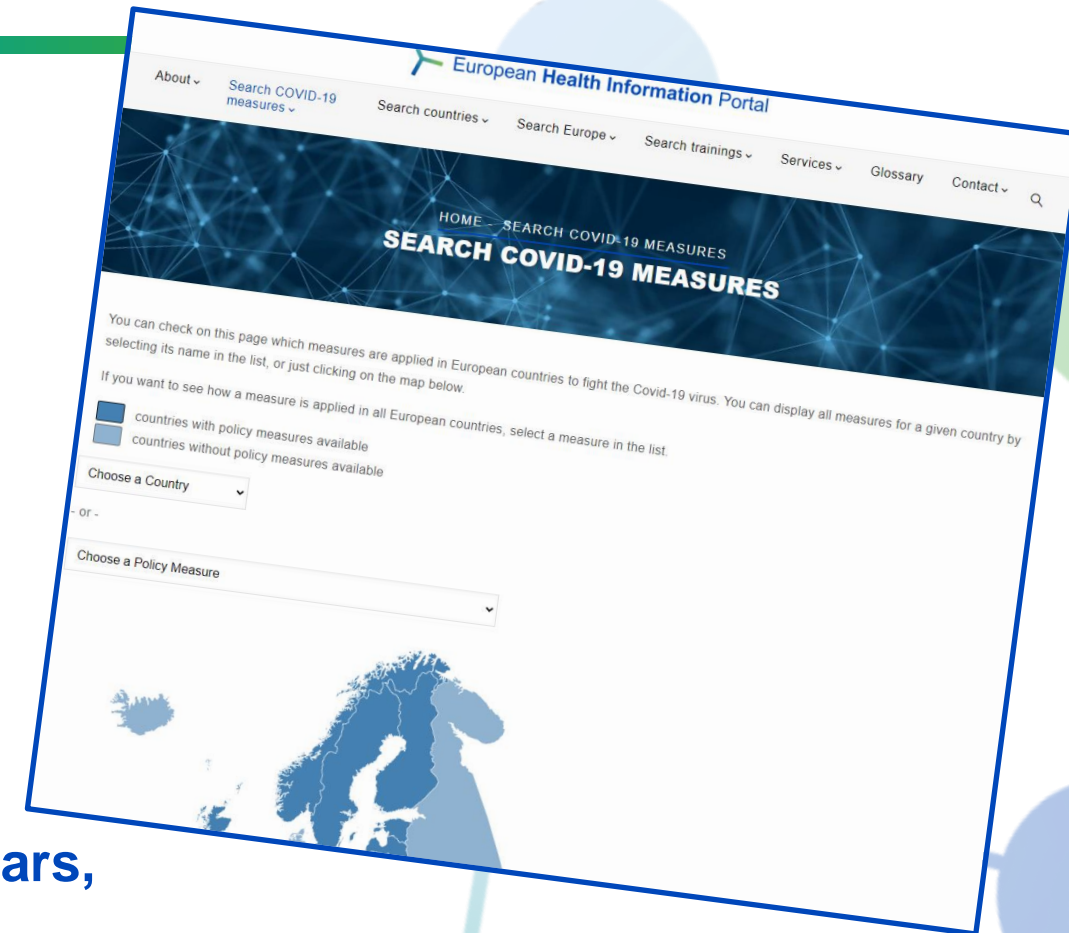 European Health Information Portal
About
Search COVID-19
measures
Search countries
Search Europe
Search trainings
Services
Glossary
Contact
HOME - SEARCH COVID-19 MEASURES
SEARCH COVID-19 MEASURES
You can check on this page which measures are applied in European countries to fight the Covid-19 virus. You can display all measures for a given country by
selecting its name in the list, or just clicking on the map below.
If you want to see how a measure is applied in all European countries, select a measure in the list.
countries with policy measures available
countries without policy measures available
Choose a Country
- or -
Choose a Policy Measure
ars,